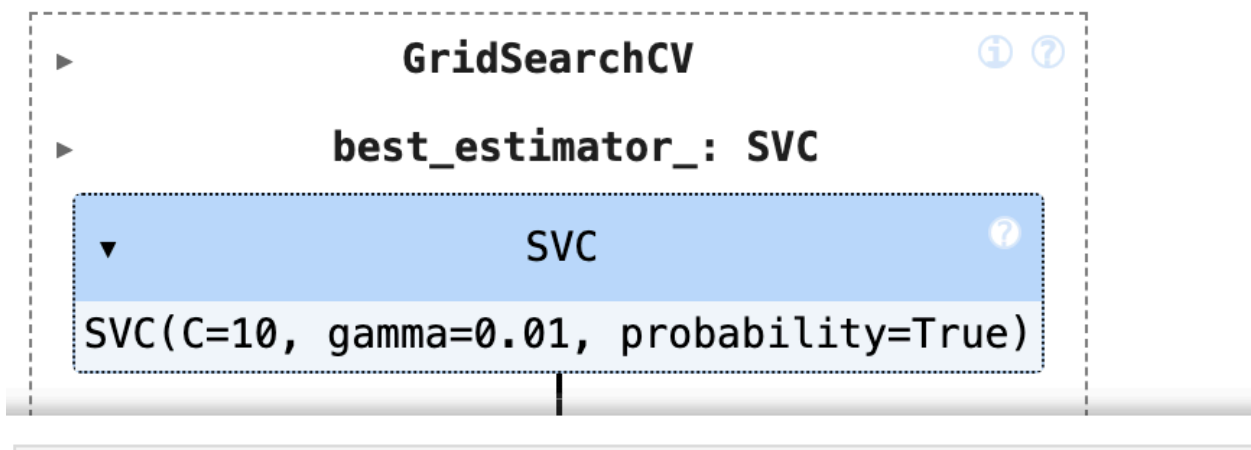 GridSearchCV
best_estimator_: SVC
SVC
SVC(C=10, gamma=0.01, probability=True)